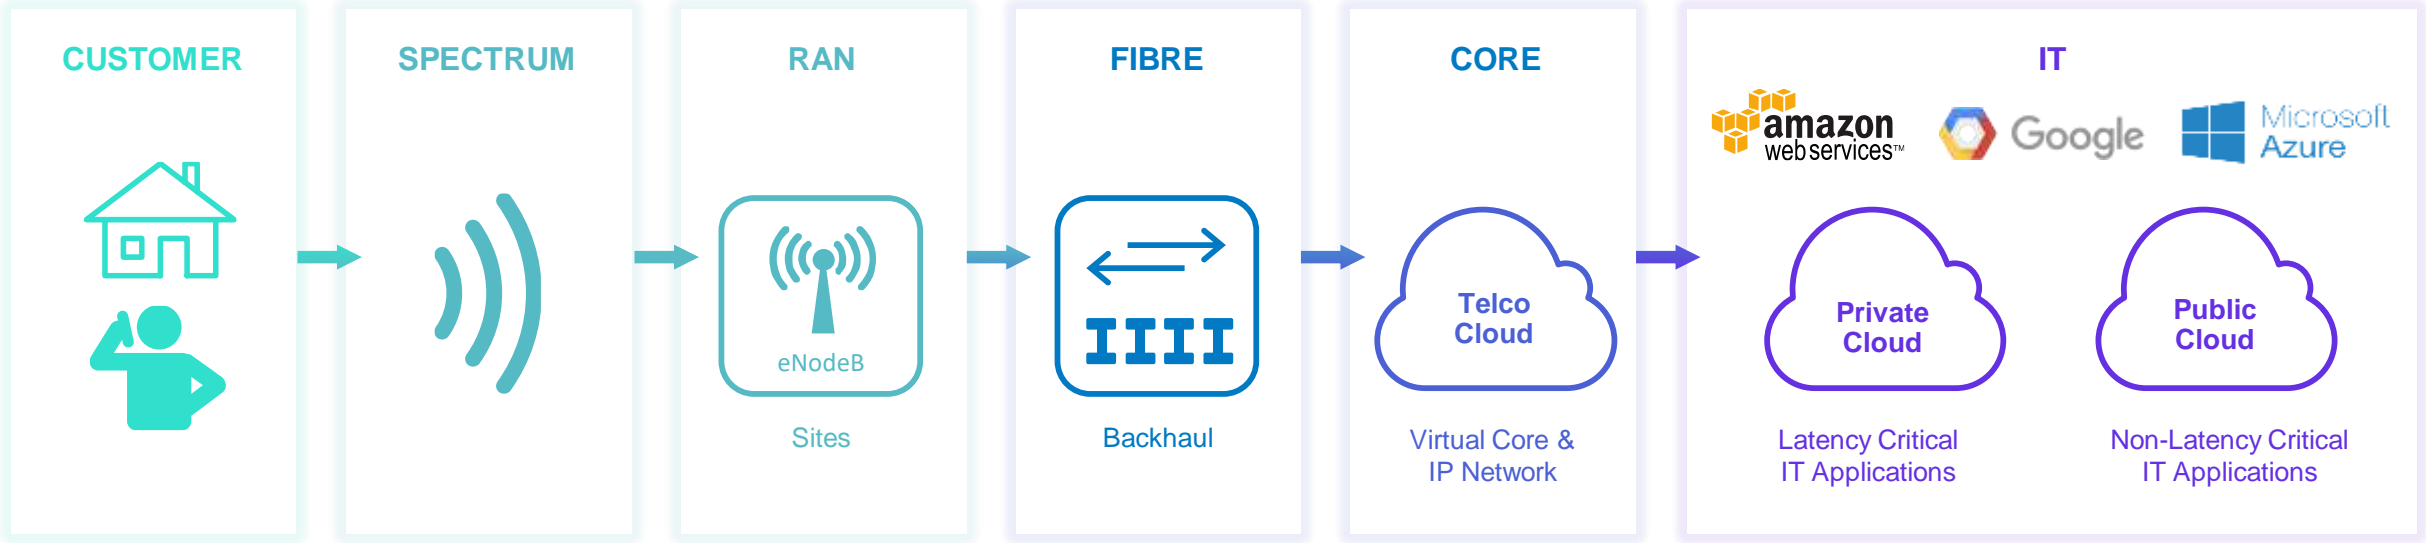 CUSTOMER
SPECTRUM
RAN
eNodeB
Sites
FIBRE
Backhaul
CORE
Telco
Cloud
Virtual Core &
IP Network
IT
amazon
web services™
Google
Microsoft
Azure
Private
Cloud
Latency Critical
IT Applications
Public
Cloud
Non-Latency Critical
IT Applications